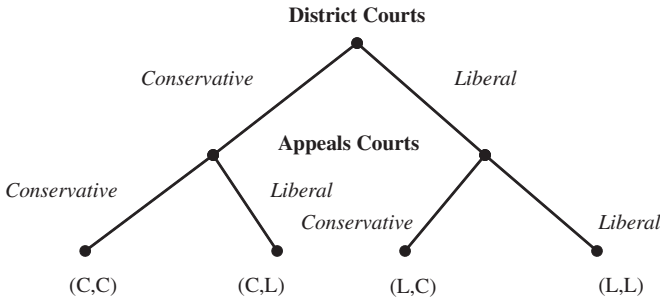 District Courts
Conservative
Liberal
Appeals Courts
Conservative
Liberal
Conservative
Liberal
(C,C)
(C,L)
(L,C)
(L,L)